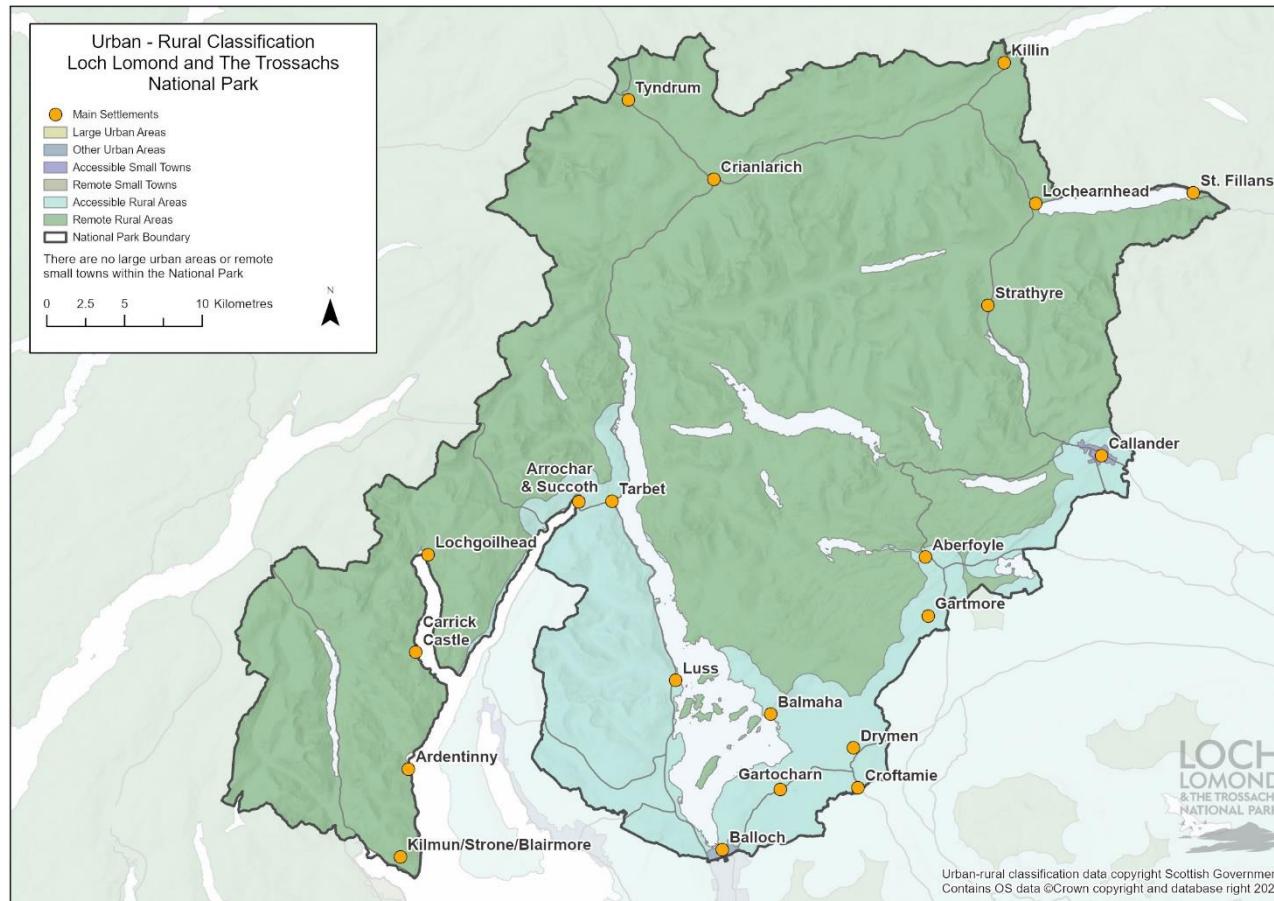 Urban - Rural Classification
Loch Lomond and The Trossachs
National Park
Main Settlements
Large Urban Areas
Other Urban Areas
Accessible Small Towns
Remote Small Towns
Accessible Rural Areas
Remote Rural Areas
National Park Boundary
There are no large urban areas or remote
small towns within the National Park
0 2.5 5 10 Kilometres
N
Killin
Tyndrum
Crianlarich
Lochearnhead
St. Fillans
Strathyre
Callander
Arrochar
& Succoth
Tarbet
Lochgoilhead
Aberfoyle
Gartmore
Carrick
Castle
Luss
Balmaha
Drymen
Ardentinny
Gartocharn
Croftamie
Balloch
Kilmun/Strone/Blairmore
LOCH
LOMOND
& THE TROSSACHS
NATIONAL PARK
Urban-rural classification data copyright Scottish Governmen
Contains OS data ©Crown copyright and database right 202